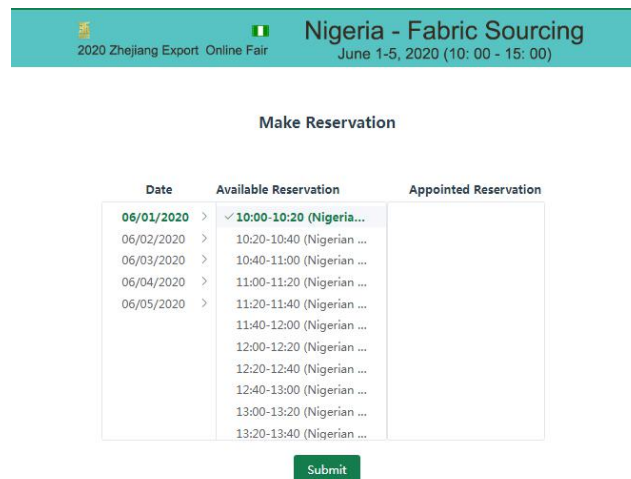 Nigeria - Fabric Sourcing
2020 Zhejiang Export Online Fair
June 1-5, 2020 (10: 00 - 15: 00)
Make Reservation
Date Available Reservation Appointed Reservation
06/01/2020 10:00-10:20 (Nigeria...
06/02/2020 10:20-10:40 (Nigerian ...
06/03/2020 10:40-11:00 (Nigerian ...
06/04/2020 11:00-11:20 (Nigerian ...
06/05/2020 11:20-11:40 (Nigerian ...
11:40-12:00 (Nigerian ...
12:00-12:20 (Nigerian ...
12:20-12:40 (Nigerian ...
12:40-13:00 (Nigerian ...
13:00-13:20 (Nigerian ...
13:20-13:40 (Nigerian ...
Submit